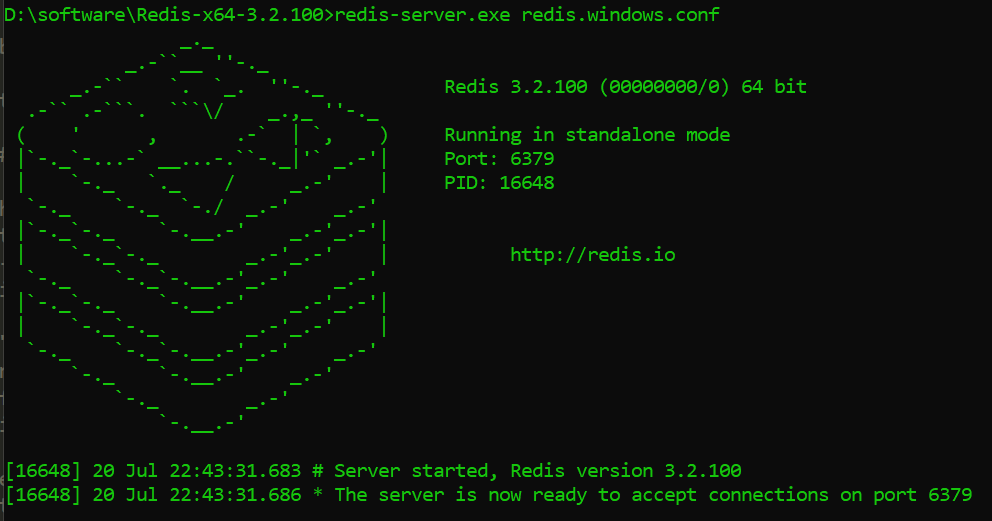 D:\software\Redis-x64-3.2.100>redis-server.exe redis.windows.conf
Redis 3.2.100 (00000000/0) 64 bit
Running in standalone mode
Port: 6379
PID: 16648
http://redis.io
[16648] 20 Jul 22:43:31.683 # Server started, Redis version 3.2.100
[16648] 20 Jul 22:43:31.686 * The server is now ready to accept connections on port 6379